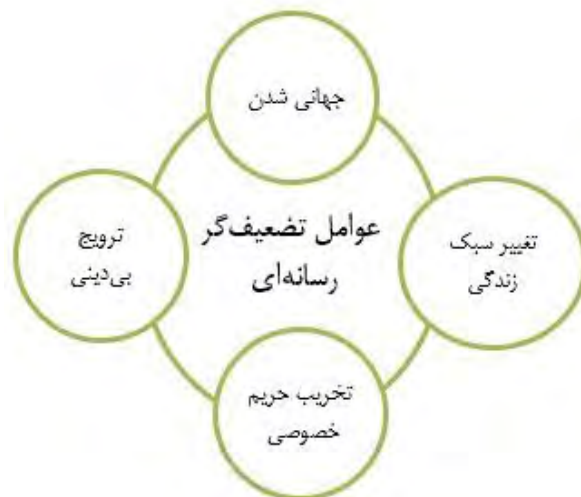 جهانی شدن
عوامل تضعیف‌گر
رسانه‌ای
تغییر سبک
زندگی
تخریب حریم
خصوصی
ترویج
بی‌دینی